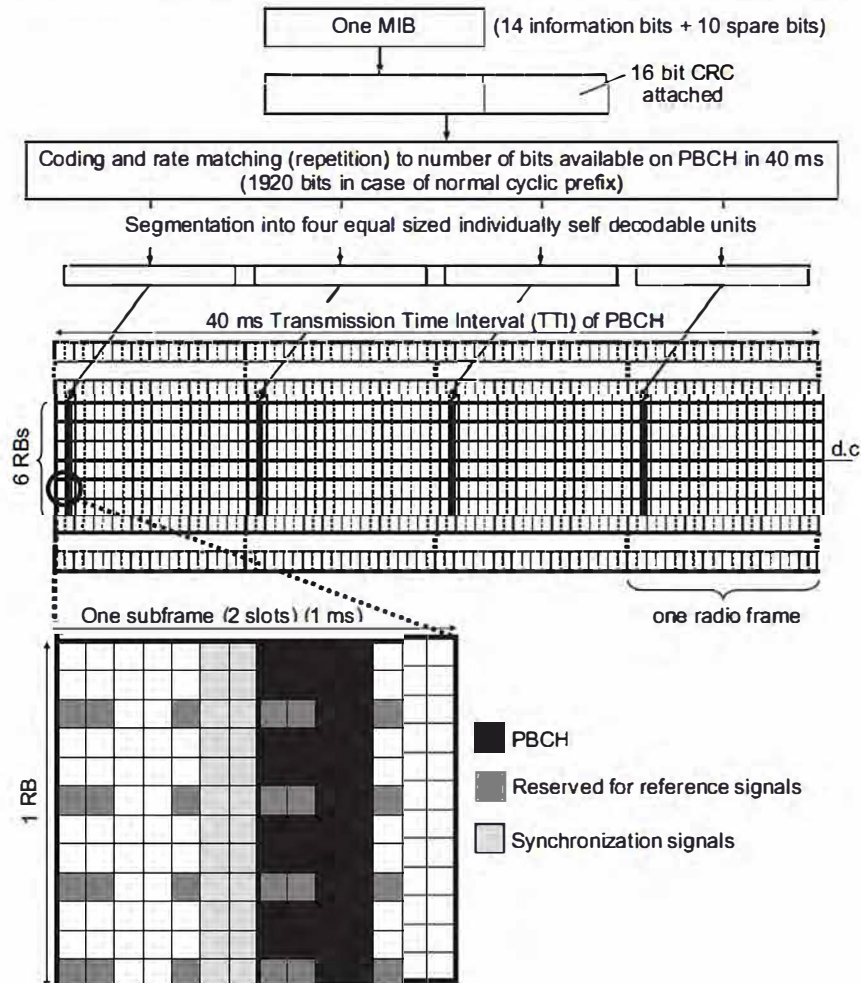 One MIB (14 information bits + 10 spare bits)
16 bit CRC
attached
Coding and rate matching (repetition) to number of bits available on PBCH in 40 ms
(1920 bits in case of normal cyclic prefix)
Segmentation into four equal sized individually self decodable units
40 ms Transmission Time Interval (TTI) of PBCH
6 RBs
d.c
One subframe (2 slots) (1 ms)
one radio frame
1 RB
PBCH
Reserved for reference signals
Synchronization signals